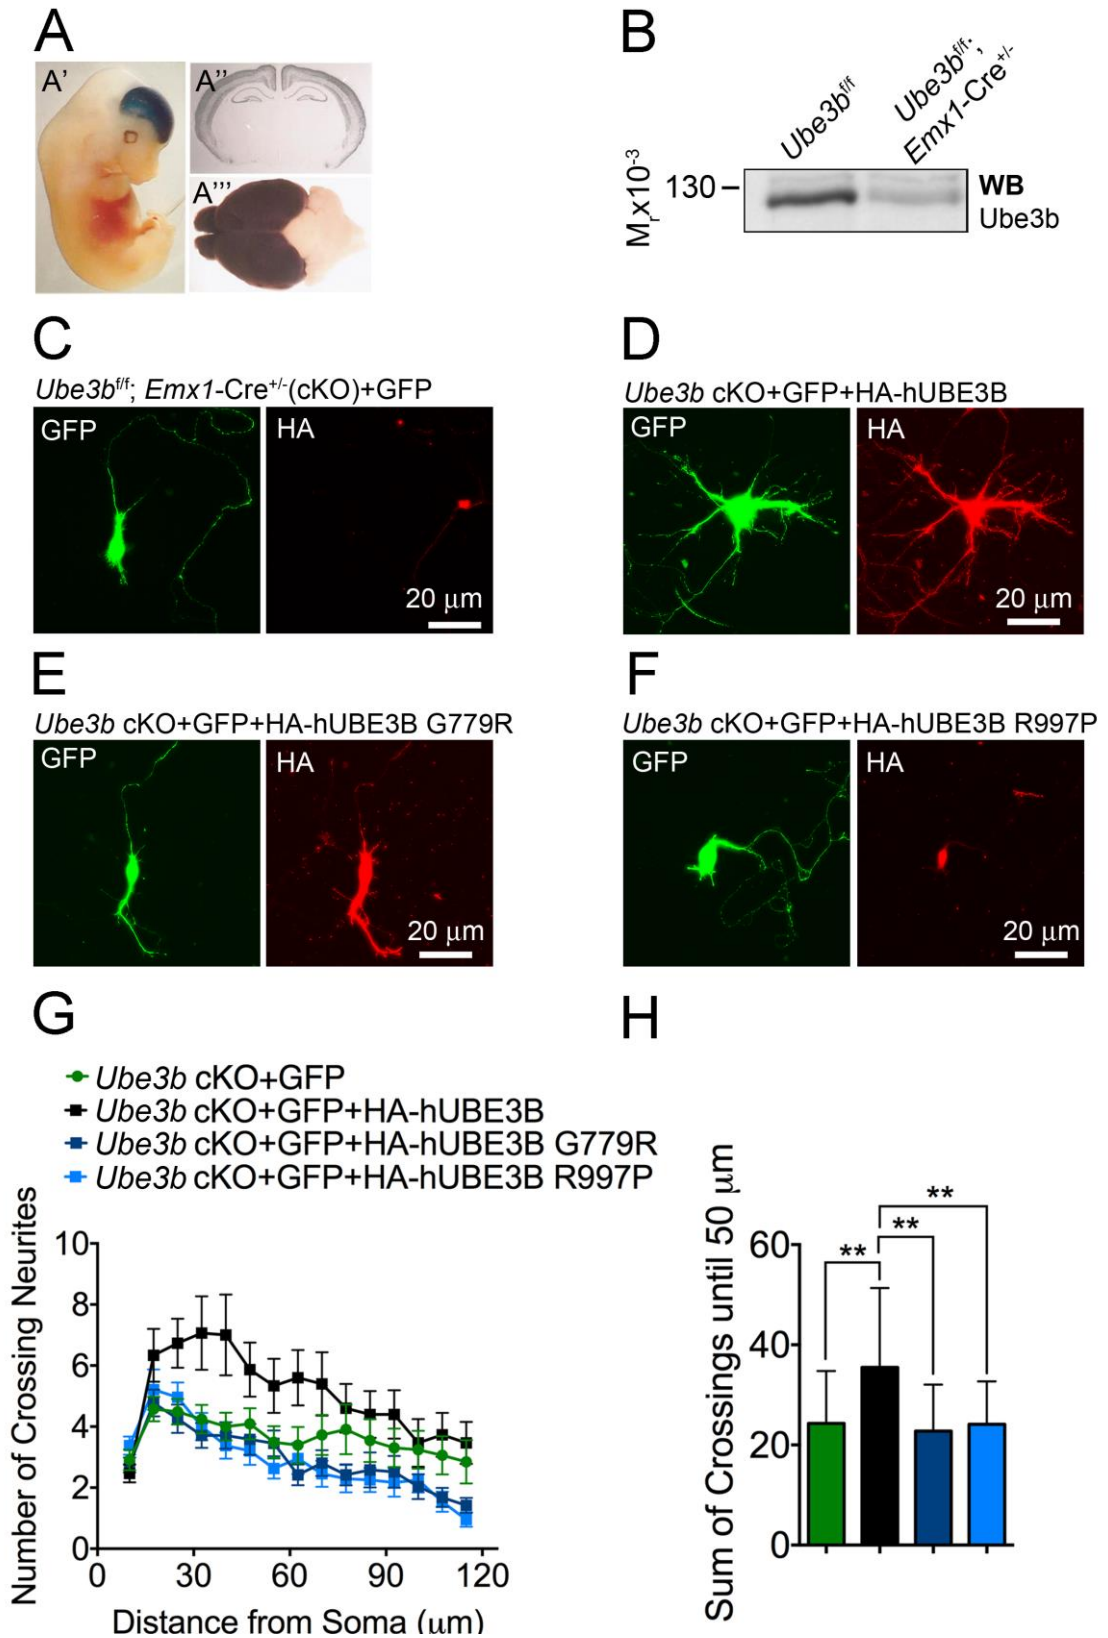 A
A'
A''
A'''
B
Ube3b^f/f
Ube3b^f/f;
Emx1-Cre^+/-
M_r x10^-3
130
WB
Ube3b
C
Ube3b^f/f; Emx1-Cre^+/-(cKO)+GFP
GFP
HA
20 μm
D
Ube3b cKO+GFP+HA-hUBE3B
GFP
HA
20 μm
E
Ube3b cKO+GFP+HA-hUBE3B G779R
GFP
HA
20 μm
F
Ube3b cKO+GFP+HA-hUBE3B R997P
GFP
HA
20 μm
G
Ube3b cKO+GFP
Ube3b cKO+GFP+HA-hUBE3B
Ube3b cKO+GFP+HA-hUBE3B G779R
Ube3b cKO+GFP+HA-hUBE3B R997P
Number of Crossing Neurites
10
8
6
4
2
0
0 30 60 90 120
Distance from Soma (μm)
H
Sum of Crossings until 50 μm
60
40
20
0
**
**
**